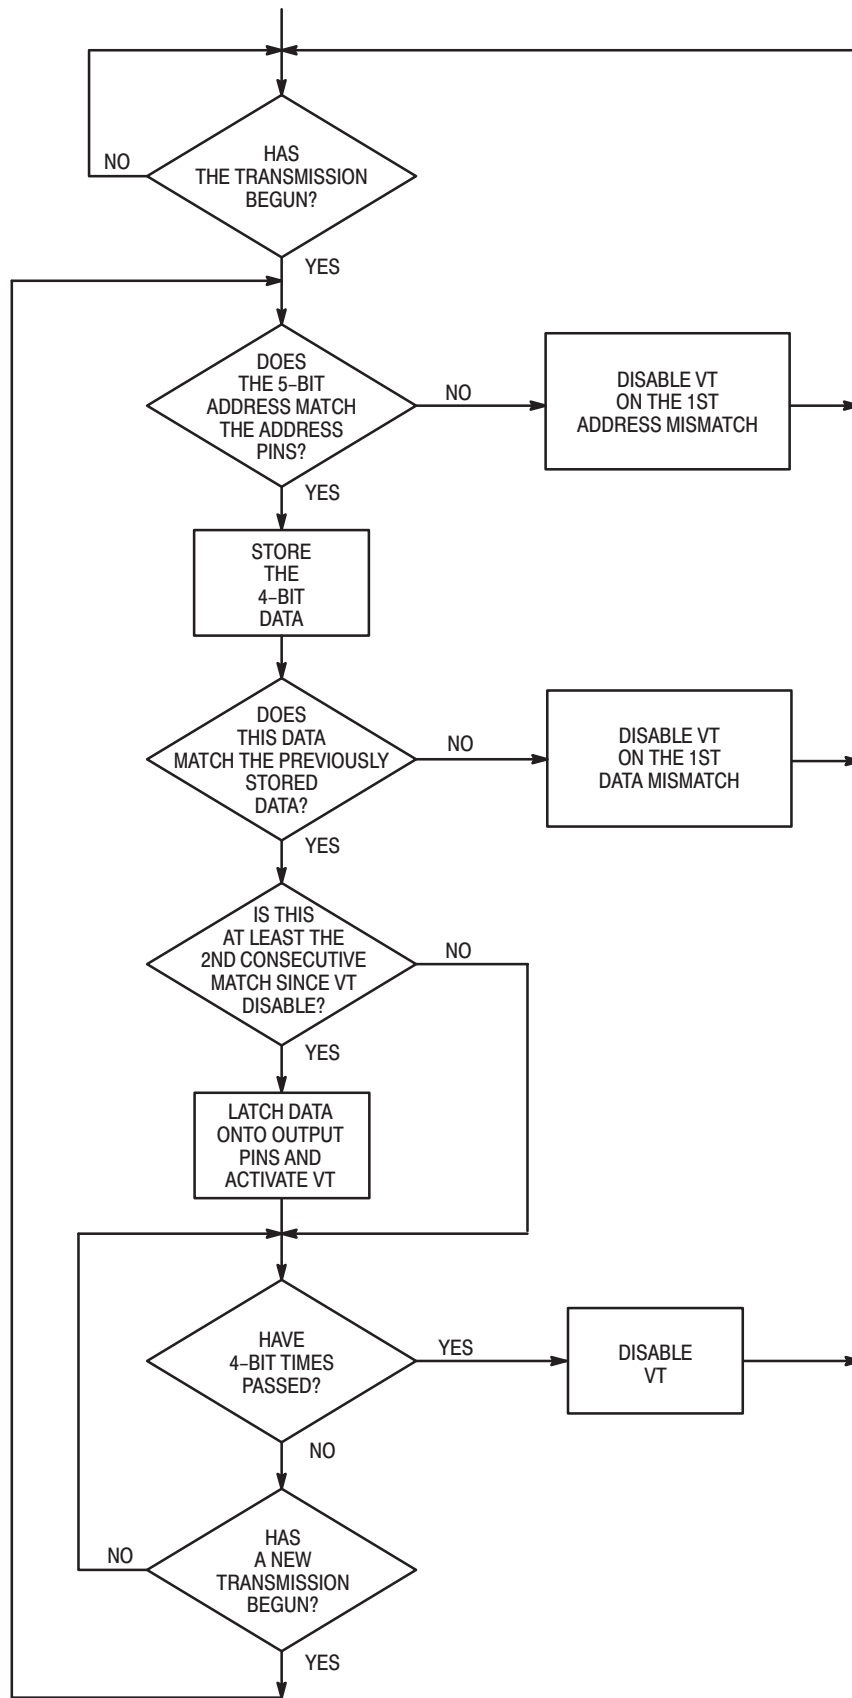 NO
HAS
THE TRANSMISSION
BEGUN?
YES
DOES
THE 5–BIT
ADDRESS MATCH
THE ADDRESS
PINS?
NO
DISABLE VT
ON THE 1ST
ADDRESS MISMATCH
YES
STORE
THE
4–BIT
DATA
DOES
THIS DATA
MATCH THE PREVIOUSLY
STORED
DATA?
NO
DISABLE VT
ON THE 1ST
DATA MISMATCH
YES
IS THIS
AT LEAST THE
2ND CONSECUTIVE
MATCH SINCE VT
DISABLE?
NO
YES
LATCH DATA
ONTO OUTPUT
PINS AND
ACTIVATE VT
HAVE
4–BIT TIMES
PASSED?
YES
DISABLE
VT
NO
NO
HAS
A NEW
TRANSMISSION
BEGUN?
YES